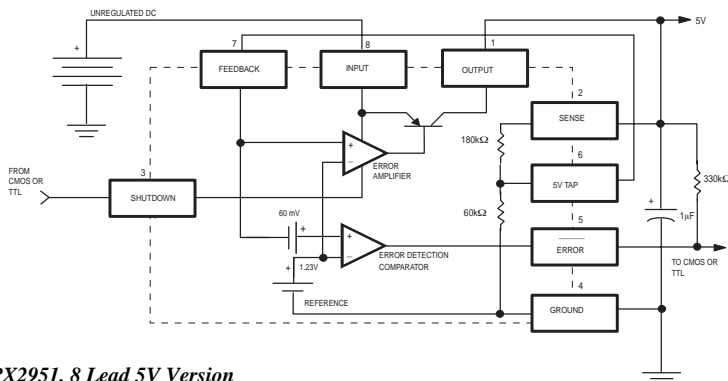 UNREGULATED DC
+
7
8
1
5V
FEEDBACK
INPUT
OUTPUT
2
SENSE
180kΩ
+
−
ERROR
AMPLIFIER
6
5V TAP
330kΩ
FROM
CMOS OR
TTL
3
SHUTDOWN
60kΩ
+
1µF
60 mV
+
+
−
ERROR DETECTION
COMPARATOR
5
ERROR
TO CMOS OR
TTL
1.23V
+
REFERENCE
4
GROUND
PX2951, 8 Lead 5V Version